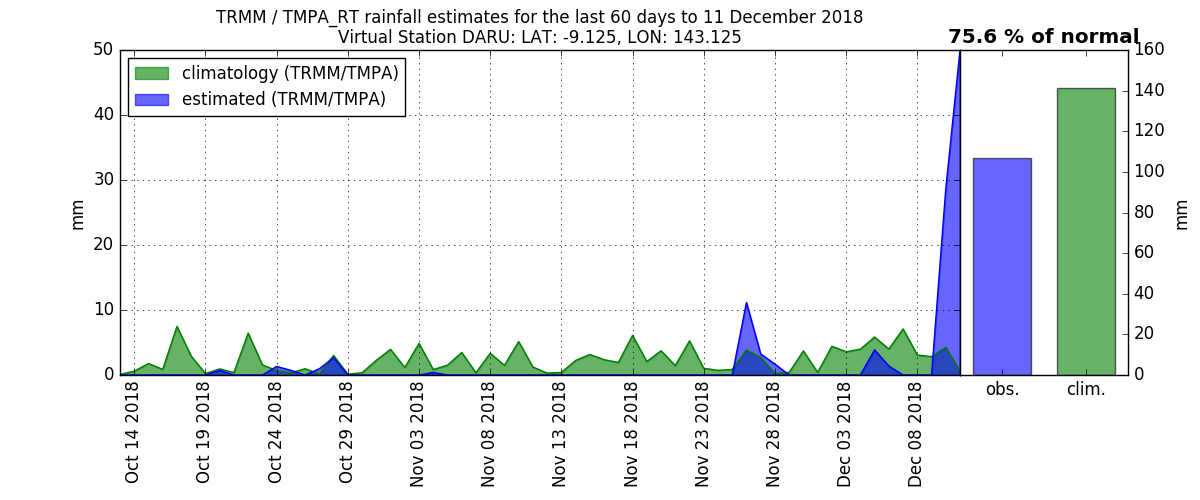 TRMM / TMPA_RT rainfall estimates for the last 60 days to 11 December 2018
Virtual Station DARU: LAT: -9.125, LON: 143.125
75.6 % of normal
climatology (TRMM/TMPA)
estimated (TRMM/TMPA)
mm
50
40
30
20
10
0
Oct 14 2018
Oct 19 2018
Oct 24 2018
Oct 29 2018
Nov 03 2018
Nov 08 2018
Nov 13 2018
Nov 18 2018
Nov 23 2018
Nov 28 2018
Dec 03 2018
Dec 08 2018
obs.
clim.
160
140
120
100
80
60
40
20
0
mm